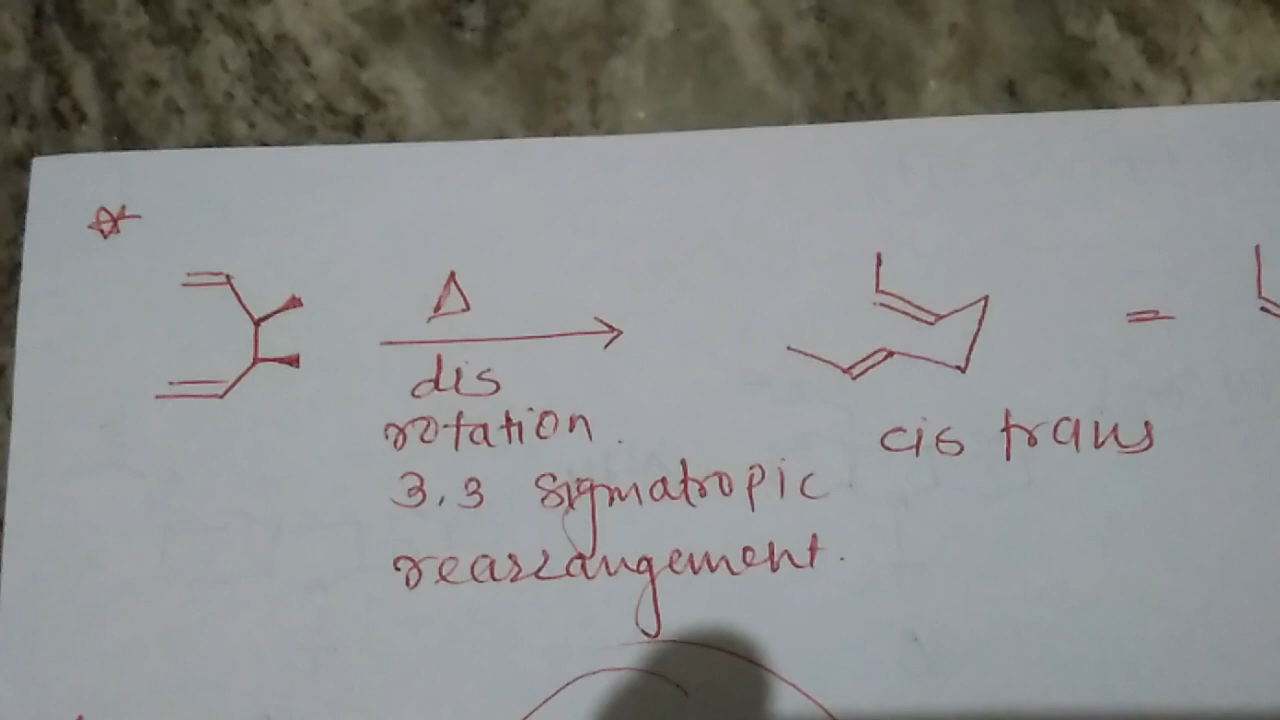 Δ
dis
rotation.
3.3 sigmatropic
rearrangement.
=
cis trans